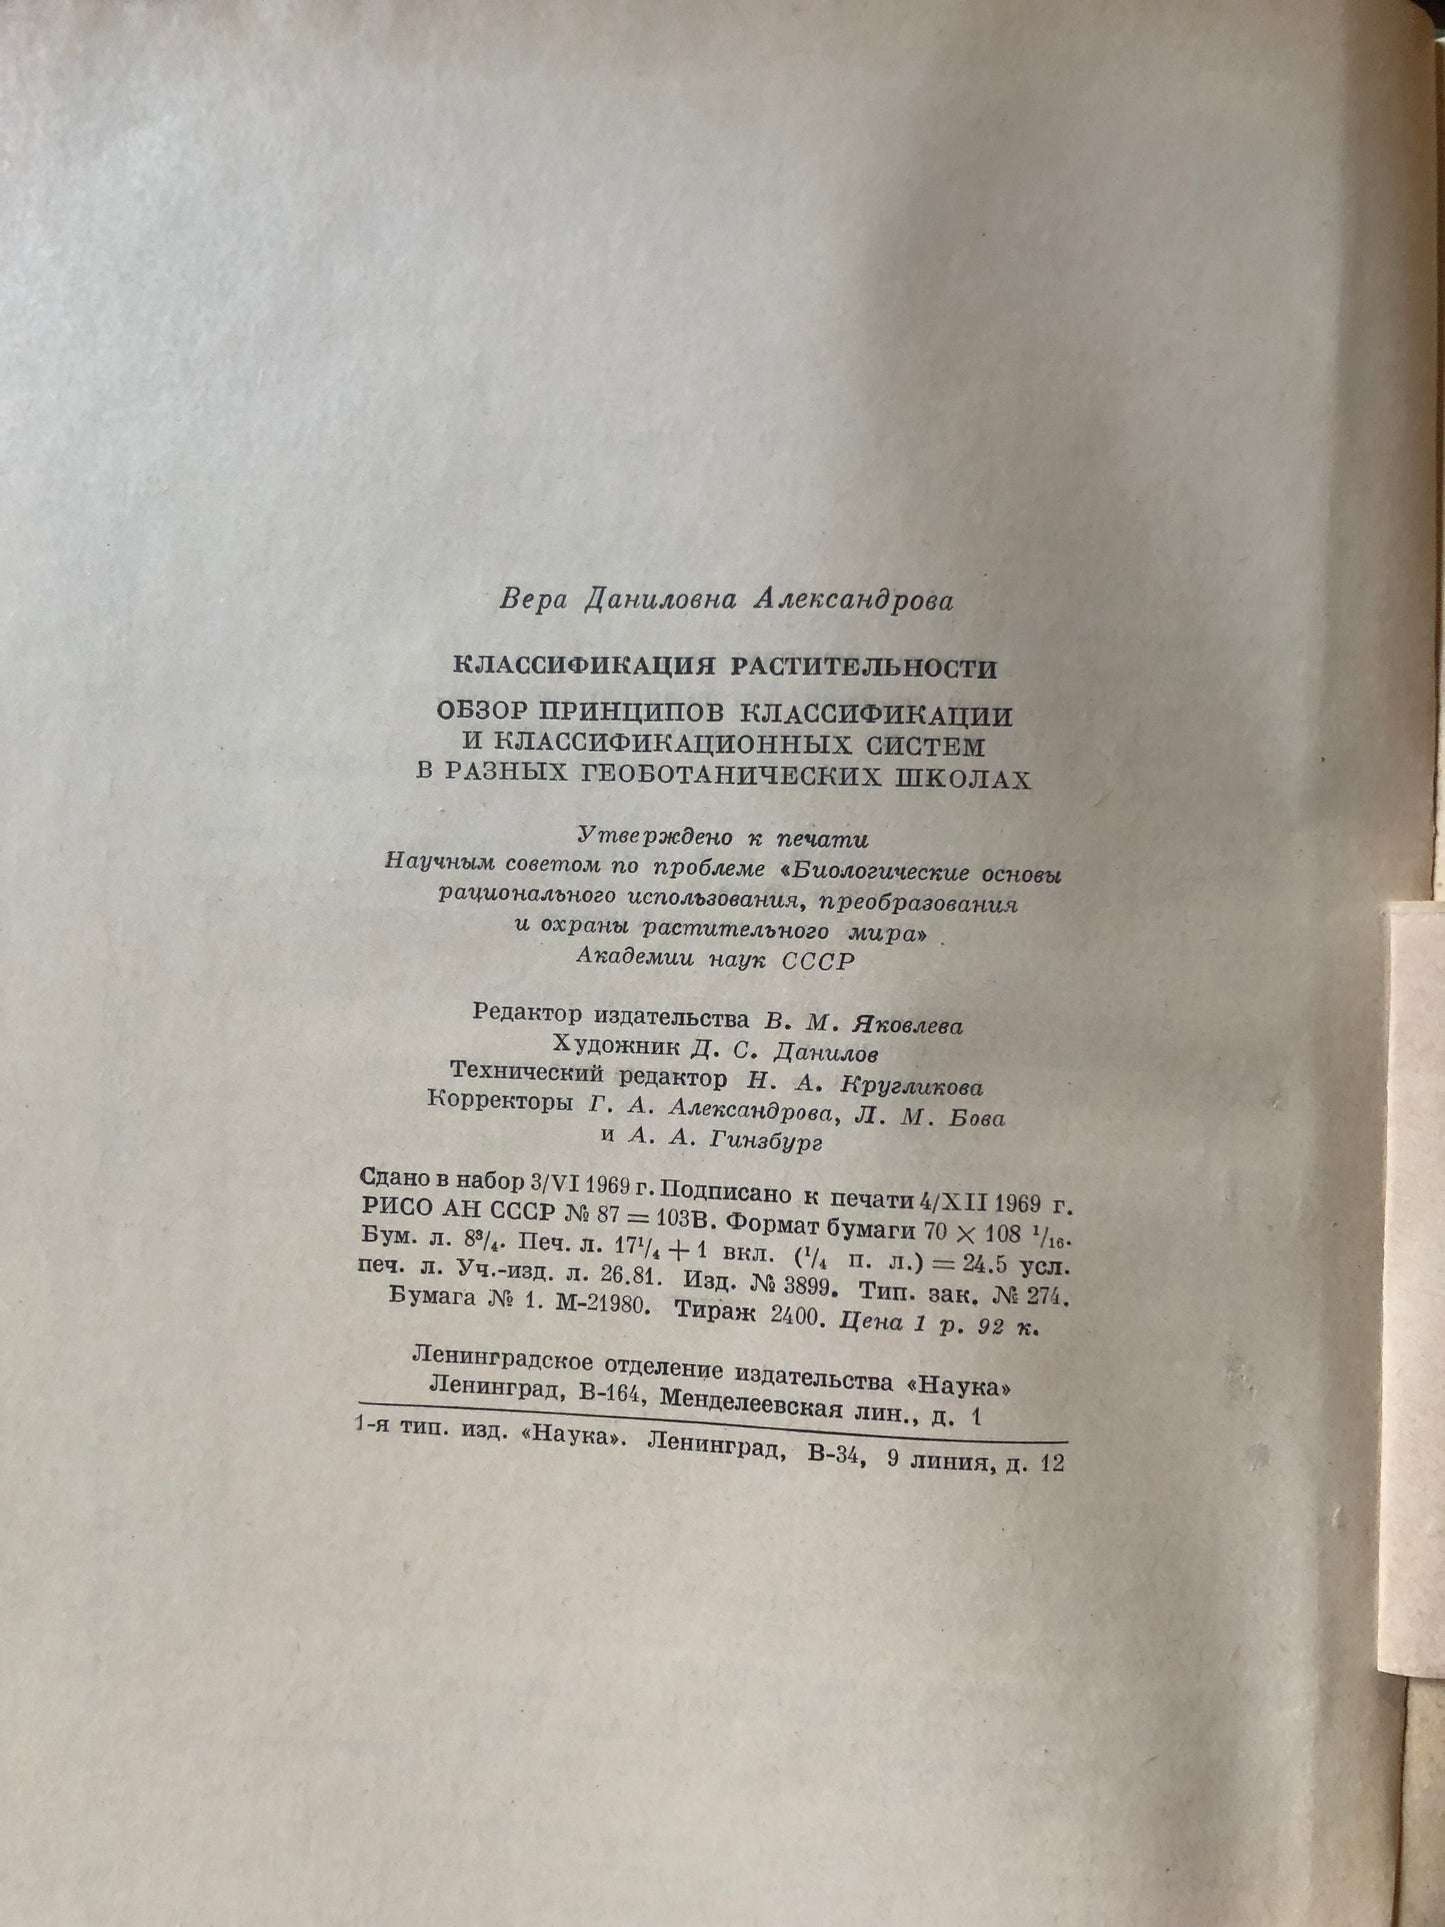 Вера Даниловна Александрова
КЛАССИФИКАЦИЯ РАСТИТЕЛЬНОСТИ
ОБЗОР ПРИНЦИПОВ КЛАССИФИКАЦИИ
И КЛАССИФИКАЦИОННЫХ СИСТЕМ
В РАЗНЫХ ГЕОБОТАНИЧЕСКИХ ШКОЛАХ
Утверждено к печати
Научным советом по проблеме «Биологические основы
рационального использования, преобразования
и охраны растительного мира»
Академии наук СССР
Редактор издательства В. М. Яковлева
Художник Д. С. Данилов
Технический редактор Н. А. Кругликова
Корректоры Г. А. Александрова, Л. М. Бова
и А. А. Гинзбург
Сдано в набор 3/VI 1969 г. Подписано к печати 4/XII 1969 г.
РИСО АН СССР № 87 = 103В. Формат бумаги 70 × 108 1/16.
Бум. л. 8 3/4. Печ. л. 17 1/4 + 1 вкл. (1/4 п. л.) = 24.5 усл.
печ. л. Уч.-изд. л. 26.81. Изд. № 3899. Тип. зак. № 274.
Бумага № 1. М-21980. Тираж 2400. Цена 1 р. 92 к.
Ленинградское отделение издательства «Наука»
Ленинград, В-164, Менделеевская лин., д. 1
1-я тип. изд. «Наука». Ленинград, В-34, 9 линия, д. 12